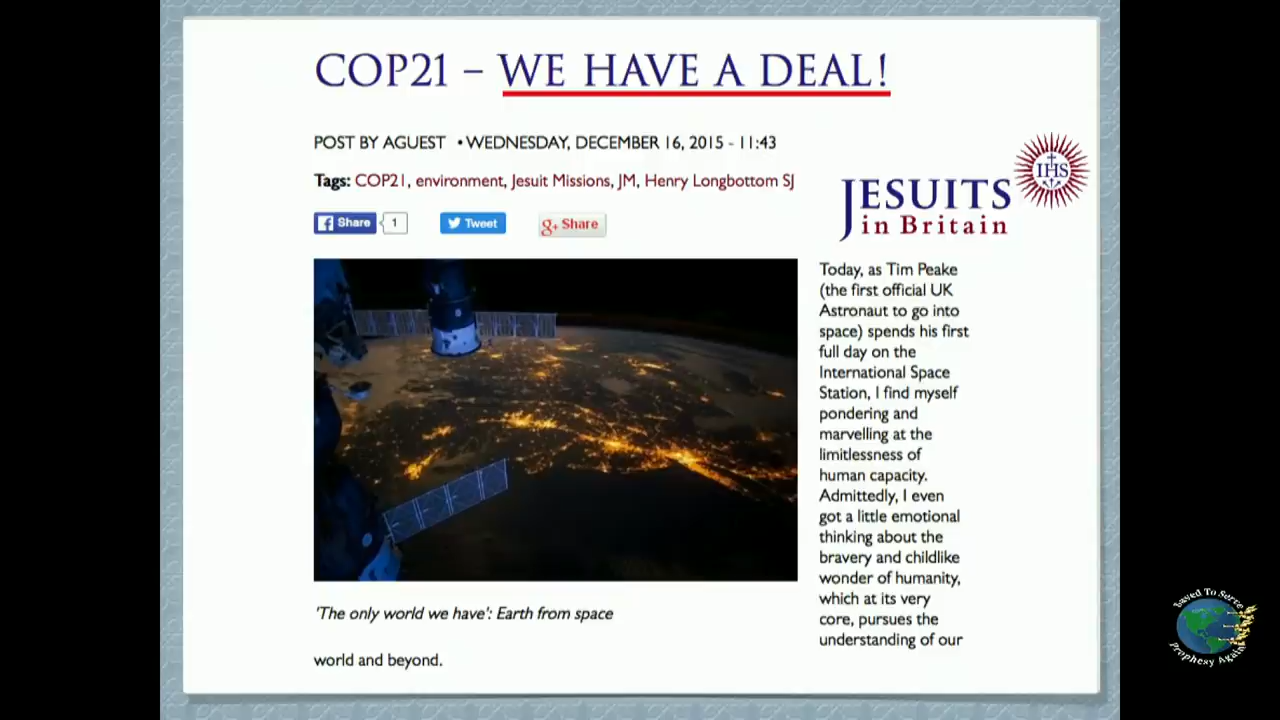 COP21 – WE HAVE A DEAL!
POST BY AGUEST • WEDNESDAY, DECEMBER 16, 2015 - 11:43
Tags: COP21, environment, Jesuit Missions, JM, Henry Longbottom SJ
Share 1 Tweet g+ Share
IHS
JESUITS
in Britain
Today, as Tim Peake
(the first official UK
Astronaut to go into
space) spends his first
full day on the
International Space
Station, I find myself
pondering and
marvelling at the
limitlessness of
human capacity.
Admittedly, I even
got a little emotional
thinking about the
bravery and childlike
wonder of humanity,
which at its very
core, pursues the
understanding of our
'The only world we have': Earth from space
world and beyond.
To Serve
Prophesy Again